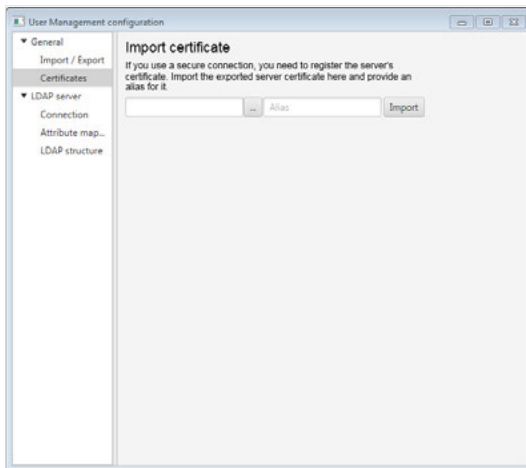 User Management configuration
General
Import / Export
Certificates
LDAP server
Connection
Attribute map...
LDAP structure
Import certificate
If you use a secure connection, you need to register the server's
certificate. Import the exported server certificate here and provide an
alias for it.
... Alias Import